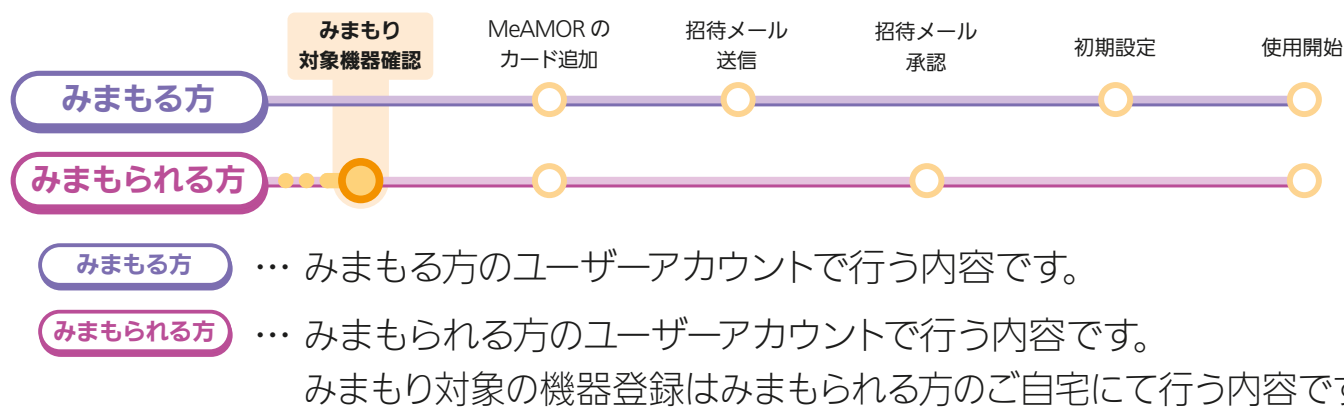 みまもり
対象機器確認
MeAMOR の
カード追加
招待メール
送信
招待メール
承認
初期設定
使用開始
みまもる方
みまもられる方
みまもる方 … みまもる方のユーザーアカウントで行う内容です。
みまもられる方 … みまもられる方のユーザーアカウントで行う内容です。
みまもり対象の機器登録はみまもられる方のご自宅にて行う内容です